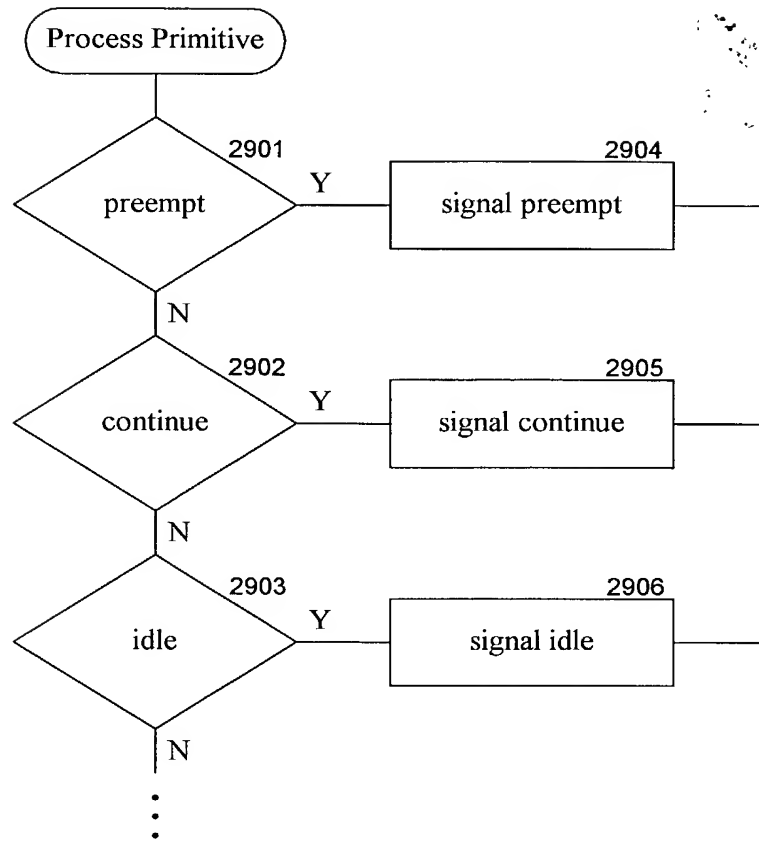 Process Primitive
2901
preempt
Y
2904
signal preempt
N
2902
continue
Y
2905
signal continue
N
2903
idle
Y
2906
signal idle
N